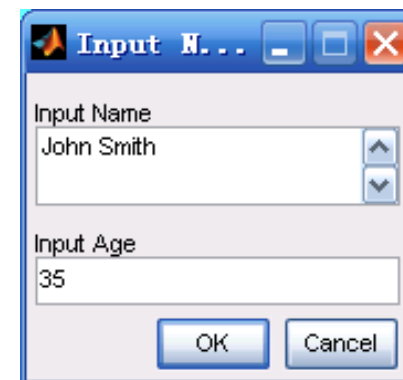 Input N...
Input Name
John Smith
Input Age
35
OK Cancel